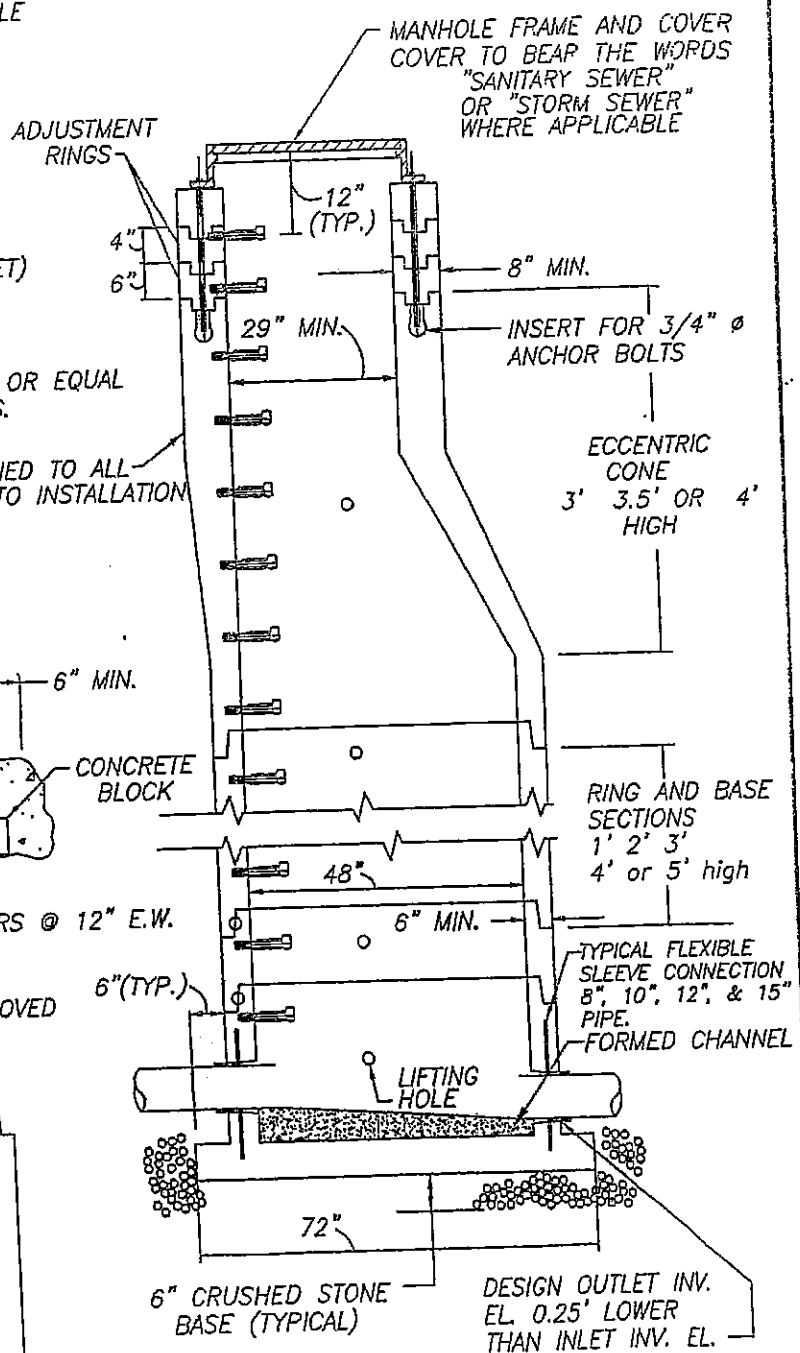 LE
MANHOLE FRAME AND COVER
COVER TO BEAP THE WORDS
"SANITARY SEWER"
OR "STORM SEWER"
WHERE APPLICABLE
ADJUSTMENT
RINGS
12"
(TYP.)
4"
ET)
6"
8" MIN.
29" MIN.
INSERT FOR 3/4" ø
ANCHOR BOLTS
OR EQUAL
S.
ECCENTRIC
CONE
3' 3.5' OR 4'
HIGH
IED TO ALL
TO INSTALLATION
6" MIN.
CONCRETE
BLOCK
RING AND BASE
SECTIONS
1' 2' 3'
4' or 5' high
48"
RS @ 12" E.W.
6" MIN.
TYPICAL FLEXIBLE
SLEEVE CONNECTION
8", 10", 12", & 15"
PIPE.
6"(TYP.)
OVED
FORMED CHANNEL
LIFTING
HOLE
72"
6" CRUSHED STONE
BASE (TYPICAL)
DESIGN OUTLET INV.
EL. 0.25' LOWER
THAN INLET INV. EL.